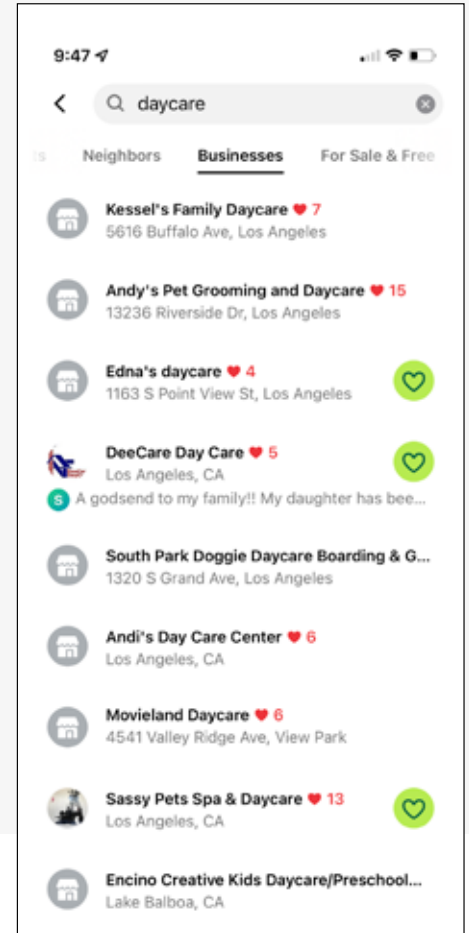 9:47
daycare
s Neighbors Businesses For Sale & Free
Kessel's Family Daycare 7
5616 Buffalo Ave, Los Angeles
Andy's Pet Grooming and Daycare 15
13236 Riverside Dr, Los Angeles
Edna's daycare 4
1163 S Point View St, Los Angeles
DeeCare Day Care 5
Los Angeles, CA
S A godsend to my family!! My daughter has bee...
South Park Doggie Daycare Boarding & G...
1320 S Grand Ave, Los Angeles
Andi's Day Care Center 6
Los Angeles, CA
Movieland Daycare 6
4541 Valley Ridge Ave, View Park
Sassy Pets Spa & Daycare 13
Los Angeles, CA
Encino Creative Kids Daycare/Preschool...
Lake Balboa, CA